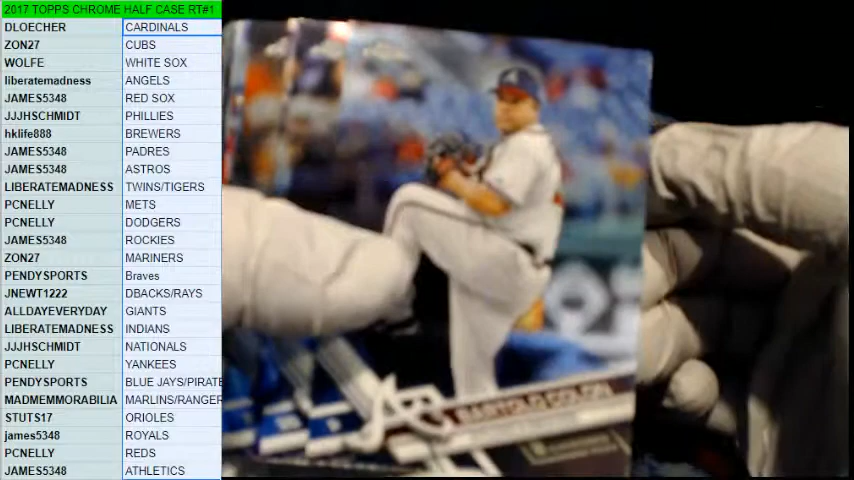 2017 TOPPS CHROME HALF CASE RT#1
DLOECHER CARDINALS
ZON27 CUBS
WOLFE WHITE SOX
liberatemadness ANGELS
JAMES5348 RED SOX
JJJHSCHMIDT PHILLIES
hklife888 BREWERS
JAMES5348 PADRES
JAMES5348 ASTROS
LIBERATEMADNESS TWINS/TIGERS
PCNELLY METS
PCNELLY DODGERS
JAMES5348 ROCKIES
ZON27 MARINERS
PENDYSPORTS Braves
JNEWT1222 DBACKS/RAYS
ALLDAYEVERYDAY GIANTS
LIBERATEMADNESS INDIANS
JJJHSCHMIDT NATIONALS
PCNELLY YANKEES
PENDYSPORTS BLUE JAYS/PIRATE
MADMEMMORABILIA MARLINS/RANGER
STUTS17 ORIOLES
james5348 ROYALS
PCNELLY REDS
JAMES5348 ATHLETICS
BARTOLO COLON